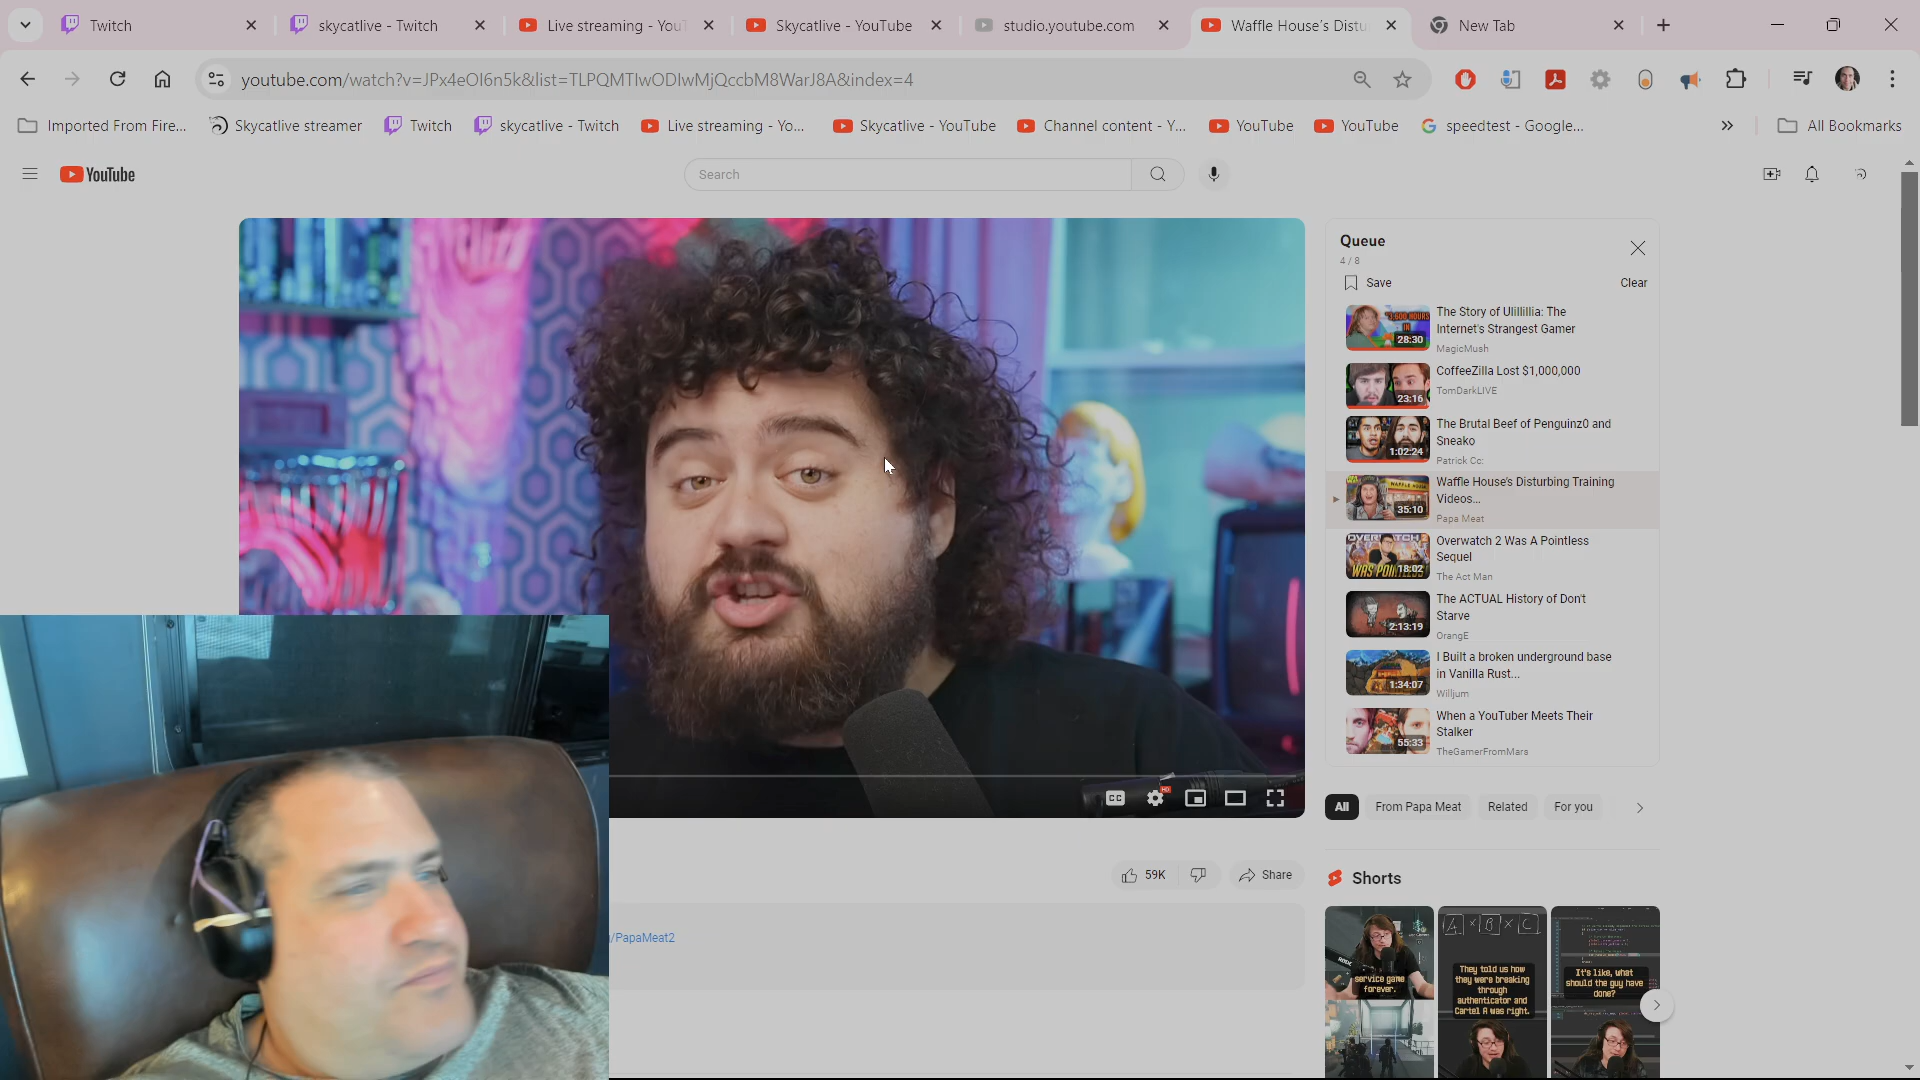 Twitch
skycatlive - Twitch
Live streaming - YouT
Skycatlive - YouTube
studio.youtube.com
Waffle House's Distu
New Tab
youtube.com/watch?v=JPx4eOl6n5k&list=TLPQMTIwODIwMjQccbM8WarJ8A&index=4
Imported From Fire...
Skycatlive streamer
Twitch
skycatlive - Twitch
Live streaming - Yo...
Skycatlive - YouTube
Channel content - Y...
YouTube
YouTube
speedtest - Google...
All Bookmarks
YouTube
Search
Queue
4 / 8
Save
Clear
The Story of Ulillillia: The
Internet's Strangest Gamer
MagicMush
28:30
CoffeeZilla Lost $1,000,000
TomDarkLIVE
23:16
The Brutal Beef of Penguinz0 and
Sneako
Patrick Cc:
1:02:24
Waffle House's Disturbing Training
Videos...
Papa Meat
35:10
Overwatch 2 Was A Pointless
Sequel
The Act Man
18:02
The ACTUAL History of Don't
Starve
OrangE
2:13:19
I Built a broken underground base
in Vanilla Rust...
Willjum
1:34:07
When a YouTuber Meets Their
Stalker
TheGamerFromMars
55:33
CC
HD
All
From Papa Meat
Related
For you
59K
Share
/PapaMeat2
Shorts
service game
forever.
A x B x C
They told us how
they were breaking
through
authenticator and
Cartel A was right.
It's like, what
should the guy have
done?